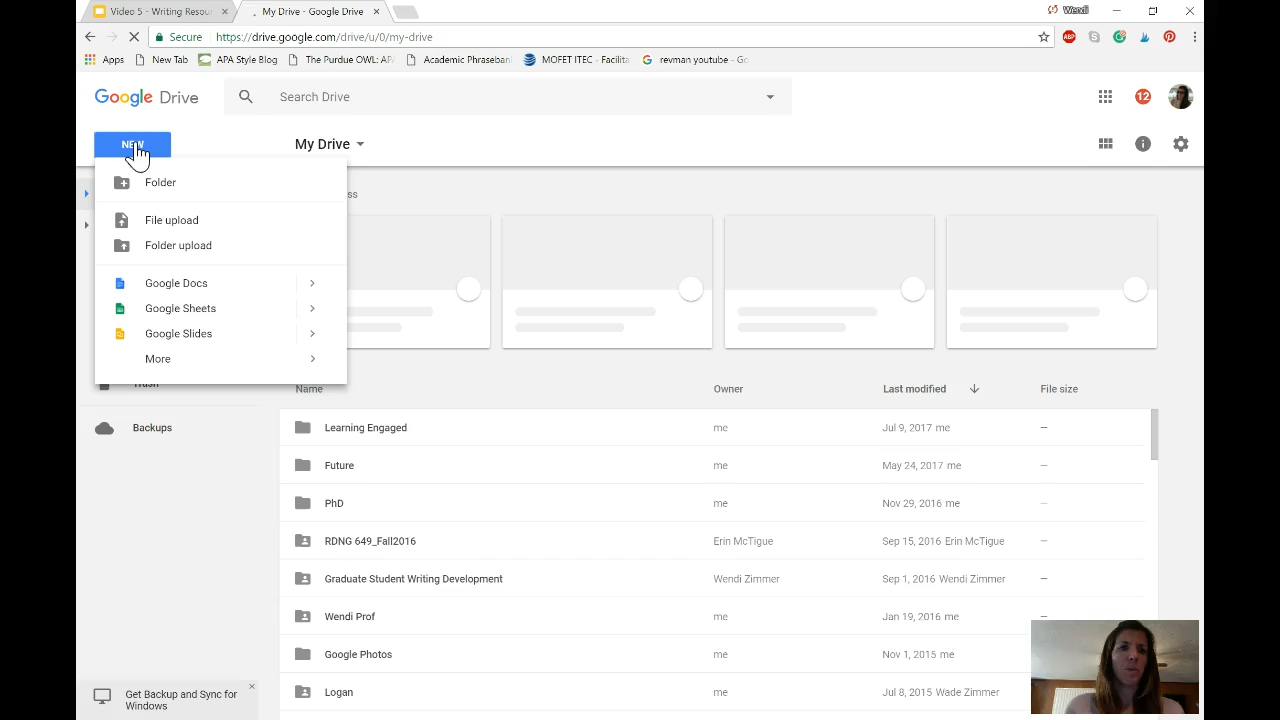 Video 5 - Writing Resour
My Drive - Google Drive
Wendi
Secure
https://drive.google.com/drive/u/0/my-drive
ABP
Apps
New Tab
APA Style Blog
The Purdue OWL: AP
Academic Phraseban
MOFET ITEC - Facilita
revman youtube - Go
Google Drive
Search Drive
12
NEW
My Drive
Folder
File upload
Folder upload
Google Docs
Google Sheets
Google Slides
More
ss
Trash
Backups
Name
Owner
Last modified
File size
Learning Engaged
me
Jul 9, 2017 me
—
Future
me
May 24, 2017 me
—
PhD
me
Nov 29, 2016 me
—
RDNG 649_Fall2016
Erin McTigue
Sep 15, 2016 Erin McTigue
—
Graduate Student Writing Development
Wendi Zimmer
Sep 1, 2016 Wendi Zimmer
—
Wendi Prof
me
Jan 19, 2016 me
—
Google Photos
me
Nov 1, 2015 me
Logan
me
Jul 8, 2015 Wade Zimmer
Get Backup and Sync for
Windows